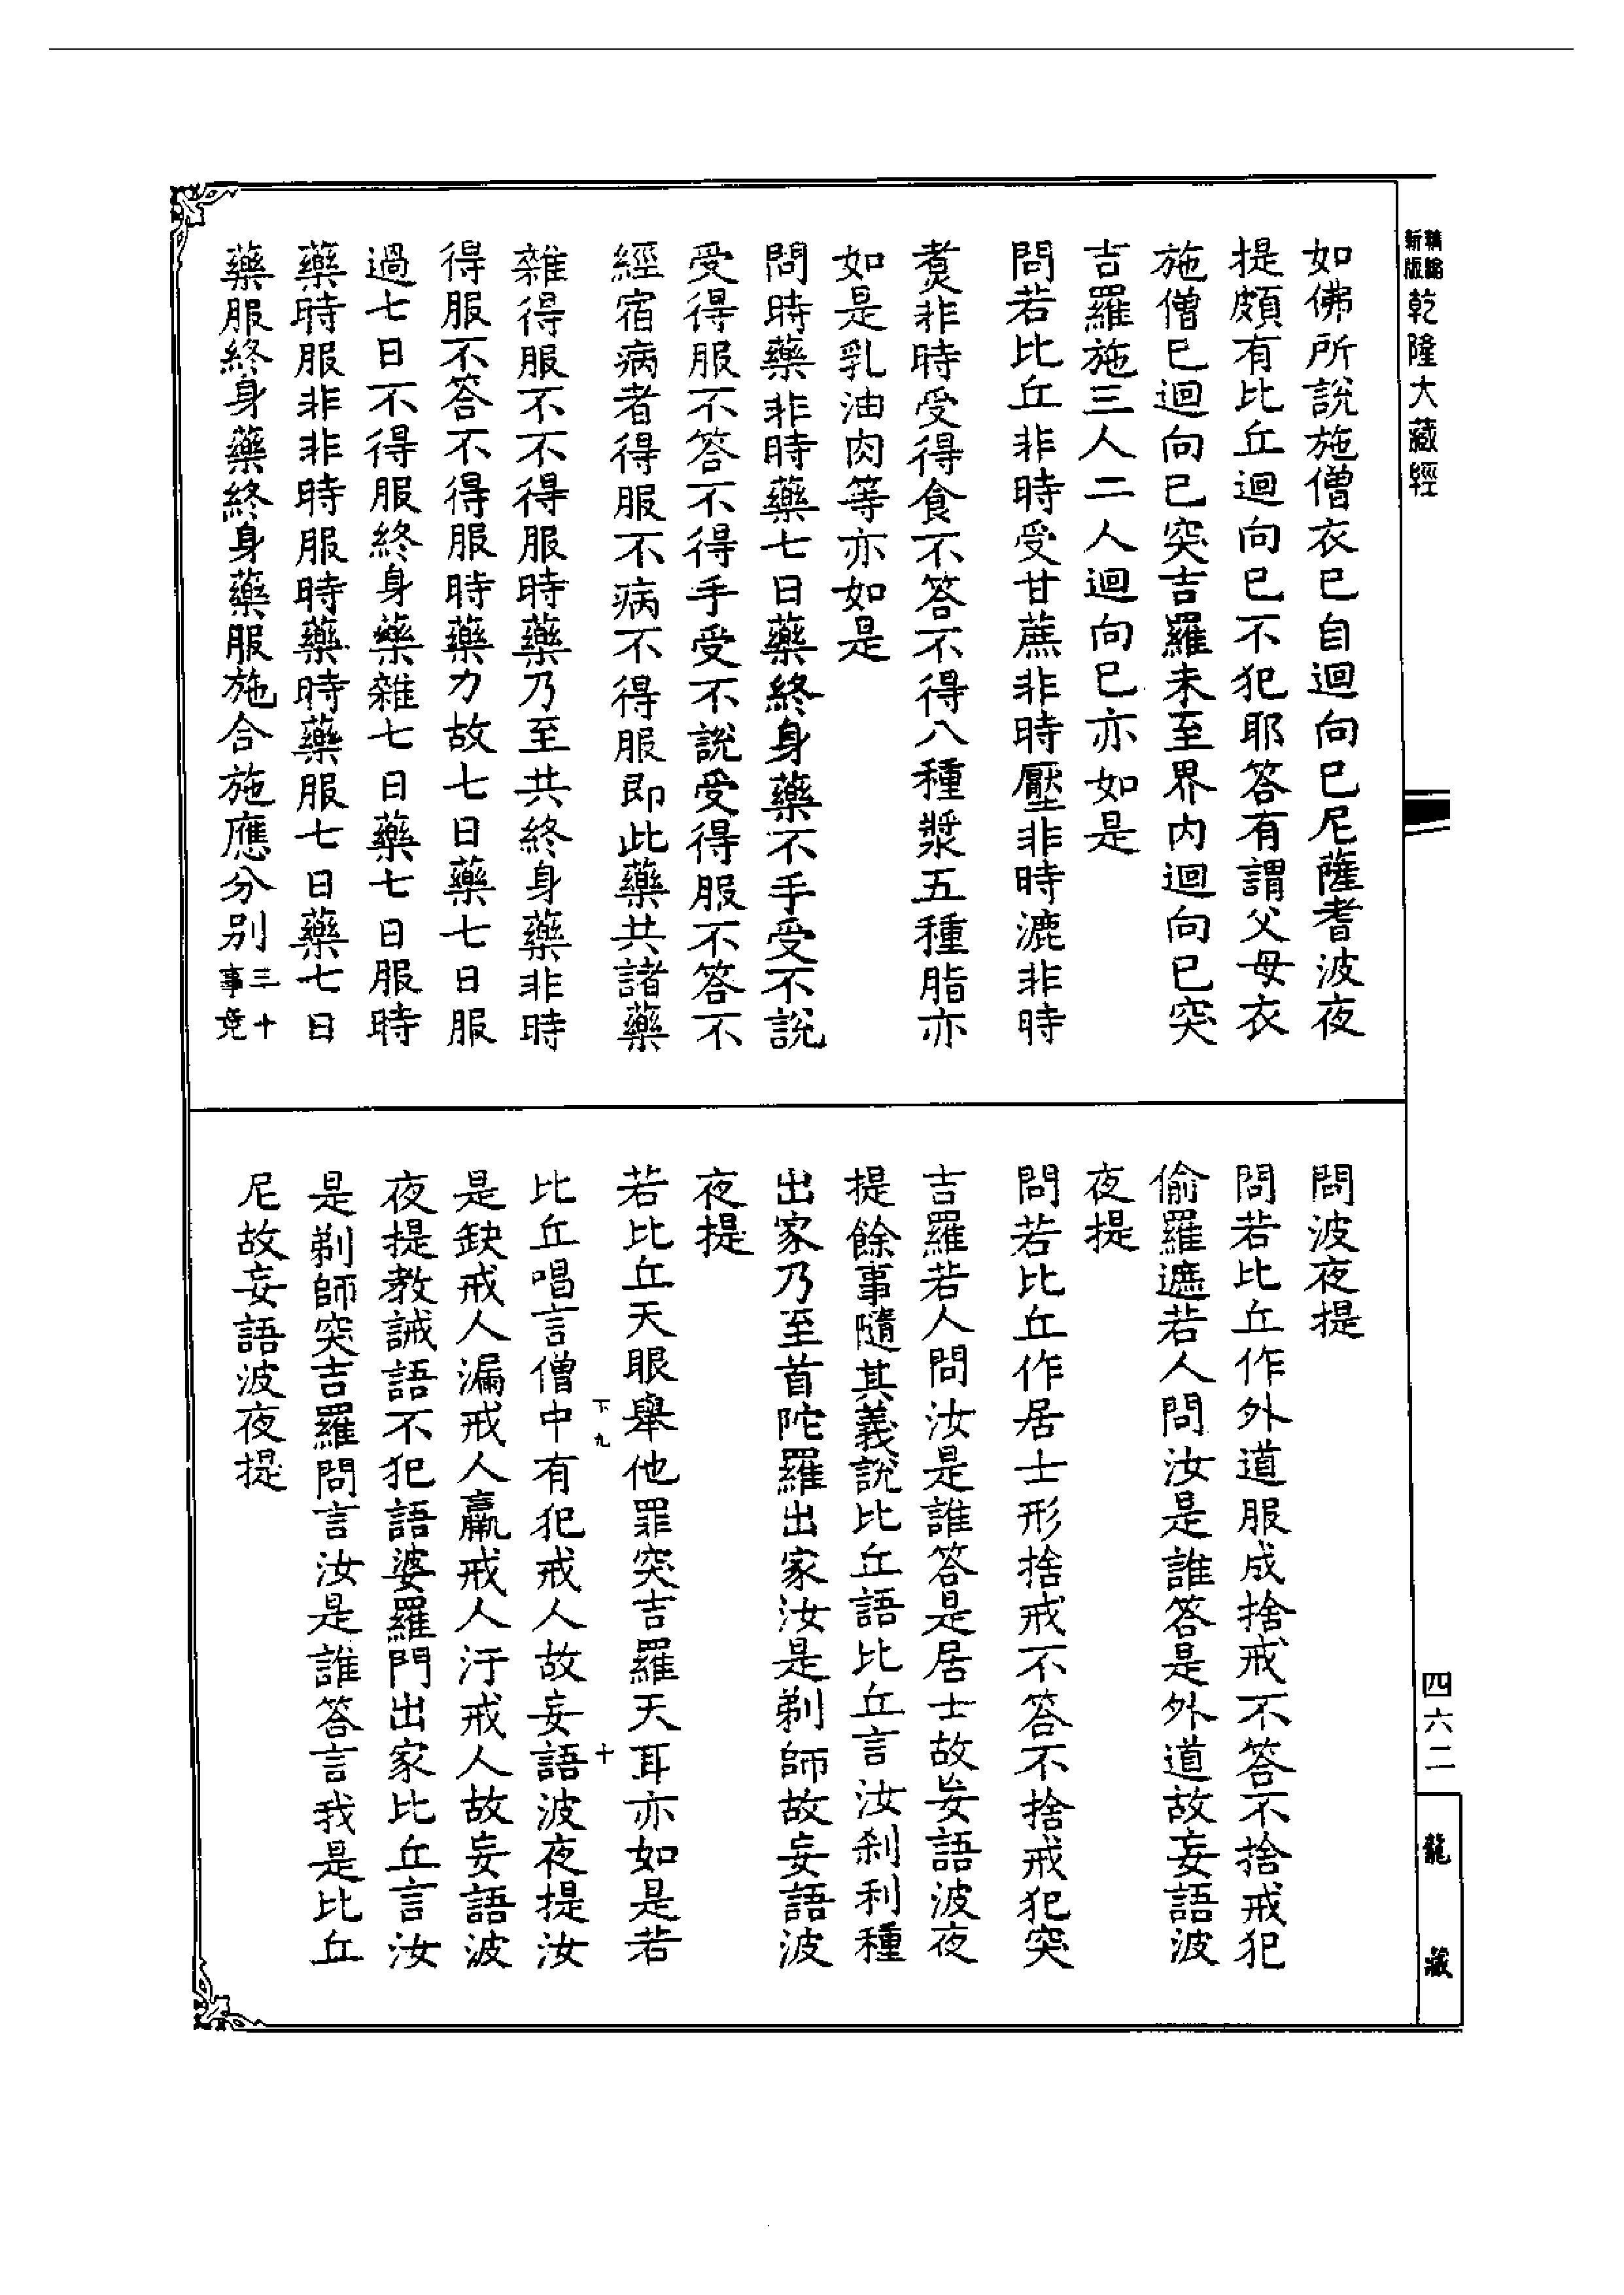 新版精縮乾隆大藏經
如佛所說施僧衣巳自迴向巳尼薩耆波夜
提頗有比丘迴向巳不犯耶答有謂父母衣
施僧巳迴向巳突吉羅未至界內迴向巳突
吉羅施三人二人迴向巳亦如是
問若比丘非時受甘蔗非時壓非時漉非時
煑非時受得食不答不得八種漿五種脂亦
如是乳油肉等亦如是
問時藥非時藥七日藥終身藥不手受不說
受得服不答不得手受不說受得服不答不
經宿病者得服不病不得服即此藥共諸藥
雜得服不不得服時藥乃至共終身藥非時
得服不答不得服時藥力故七日藥七日服
過七日不得服終身藥雜七日藥七日服時
藥時服非非時服時藥時藥服七日藥七日
藥服終身藥終身藥服施合施應分別三十事竟
問波夜提
問若比丘作外道服成捨戒不答不捨戒犯
偷羅遮若人問汝是誰答是外道故妄語波
夜提
問若比丘作居士形捨戒不答不捨戒犯突
吉羅若人問汝是誰答是居士故妄語波夜
提餘事隨其義說比丘語比丘言汝刹利種
出家乃至首陀羅出家汝是剃師故妄語波
夜提
若比丘天眼舉他罪突吉羅天耳亦如是若
下九
十
比丘唱言僧中有犯戒人故妄語波夜提汝
是缺戒人漏戒人羸戒人汙戒人故妄語波
夜提教誡語不犯語婆羅門出家比丘言汝
是剃師突吉羅問言汝是誰答言我是比丘
尼故妄語波夜提
四六二
龍藏